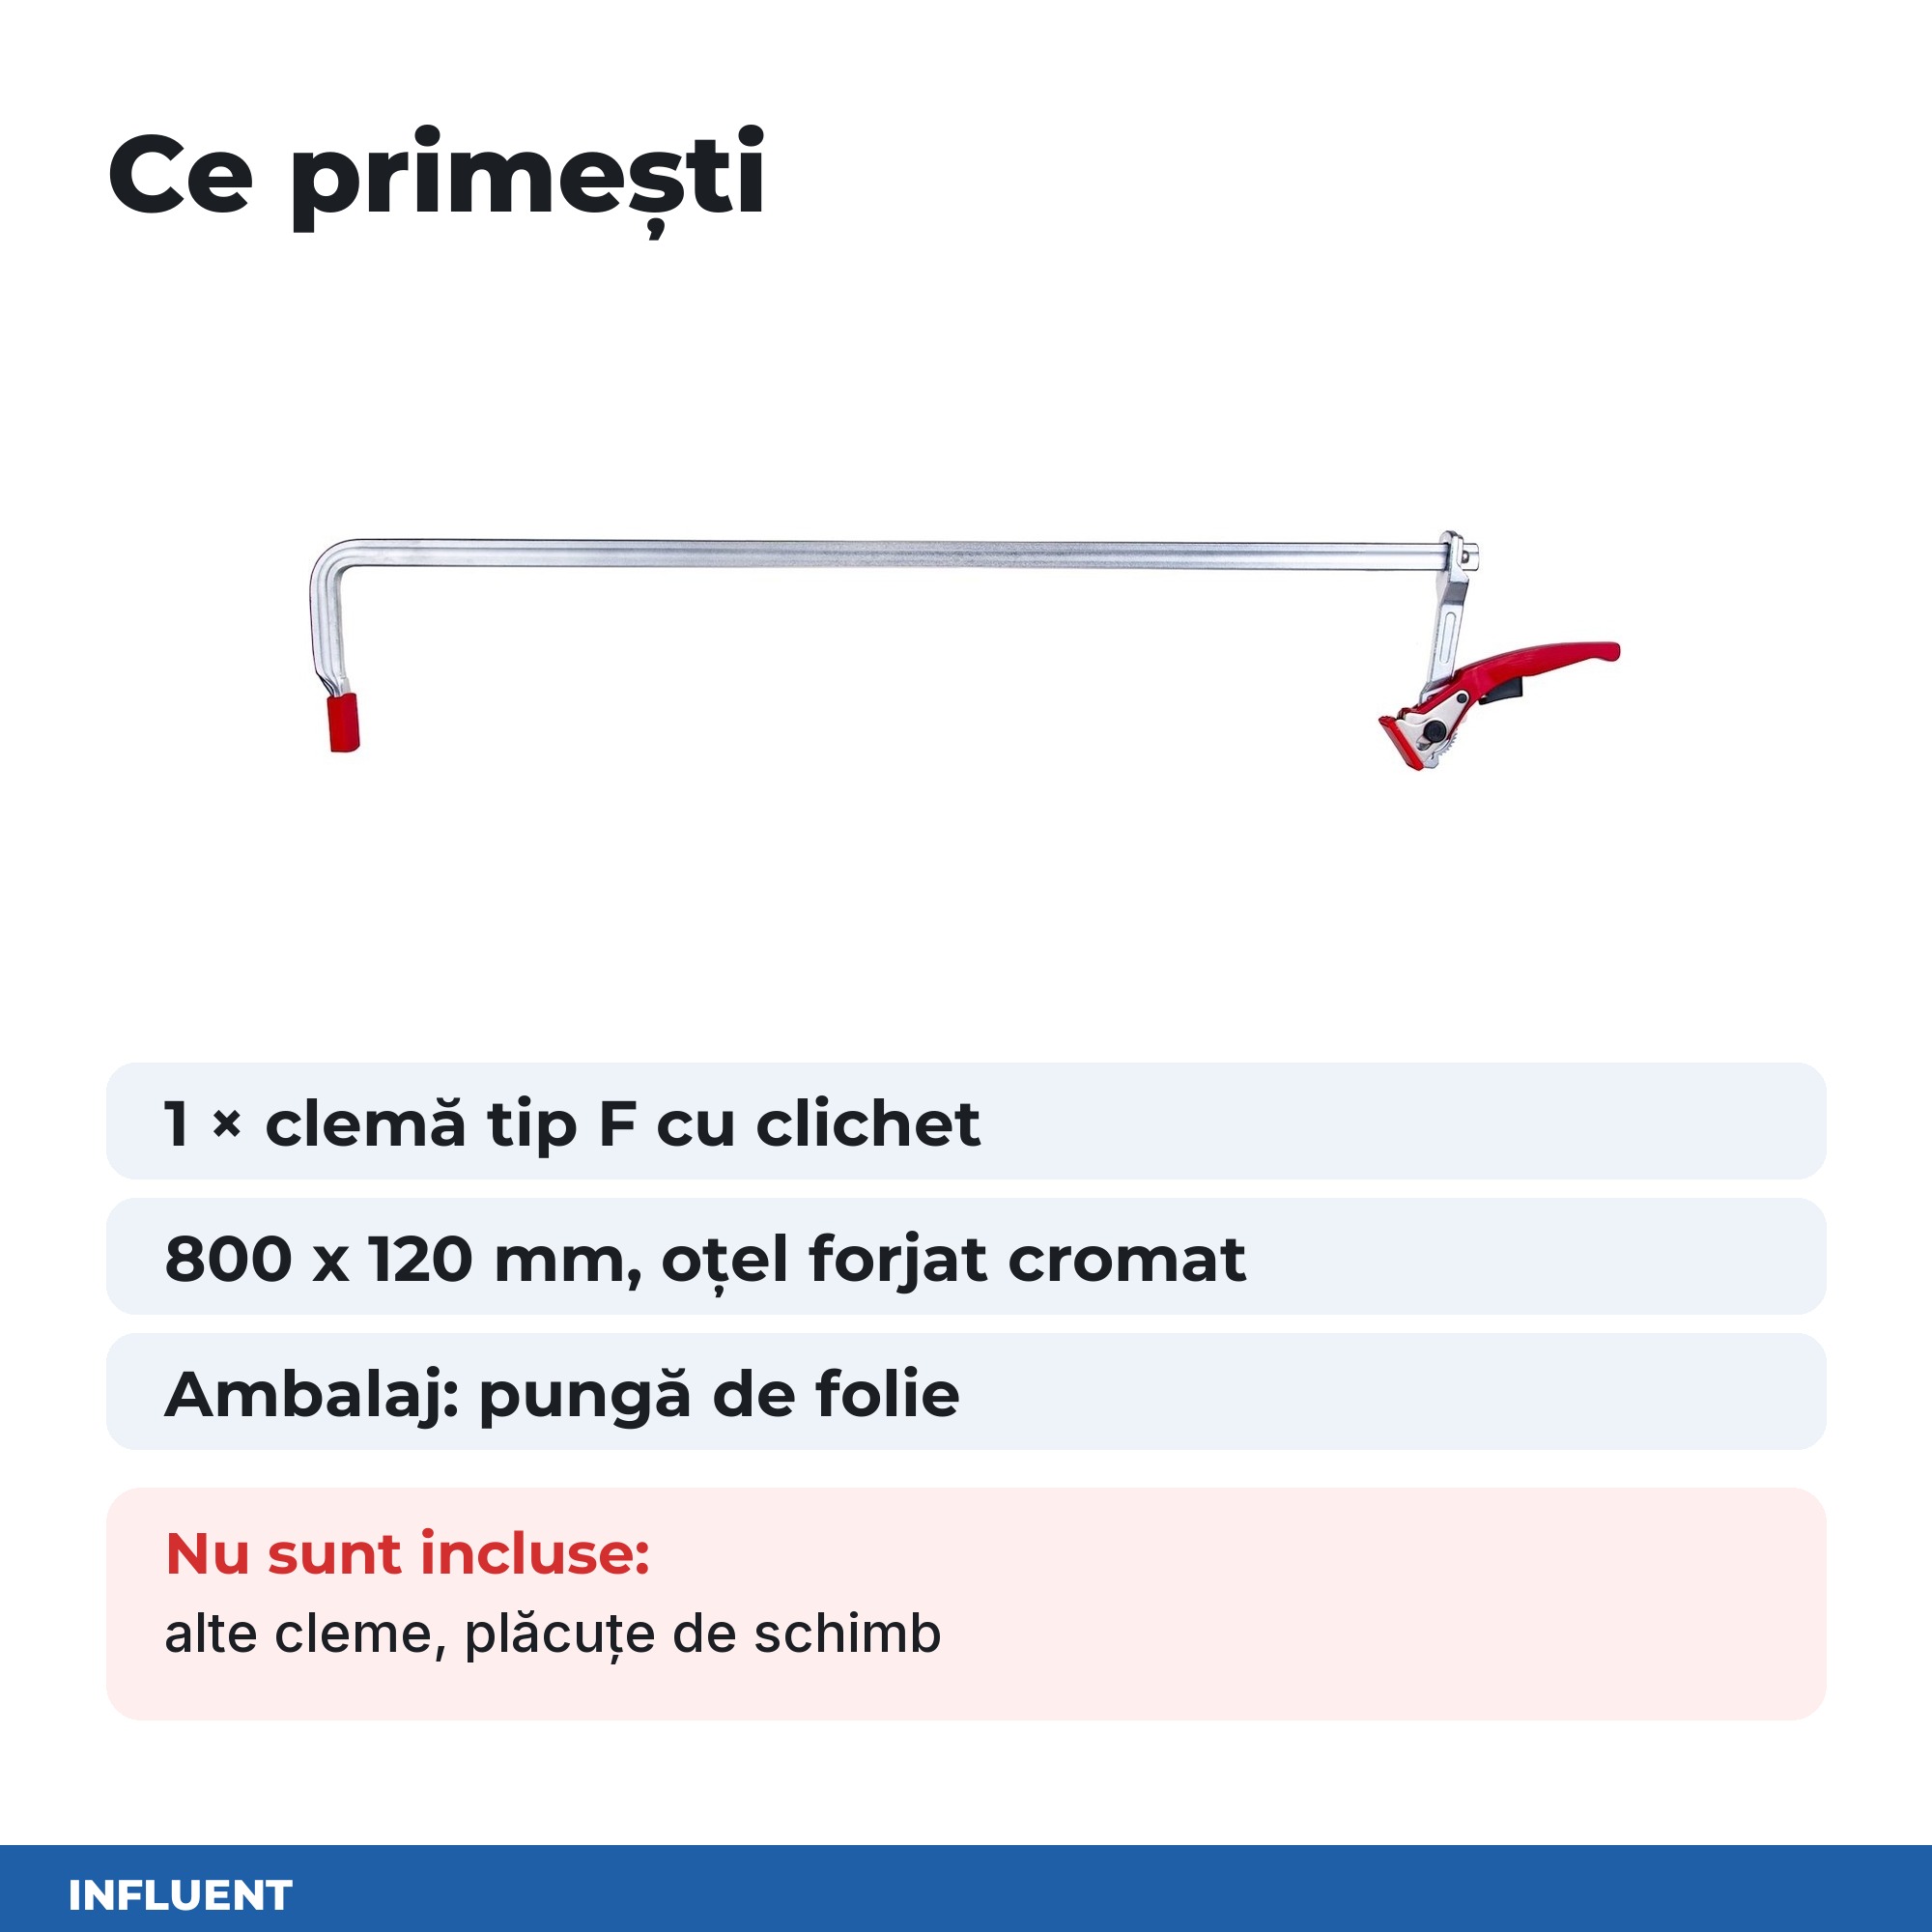 Ce primești
1 × clemă tip F cu clichet
800 x 120 mm, oțel forjat cromat
Ambalaj: pungă de folie
Nu sunt incluse:
alte cleme, plăcuțe de schimb
INFLUENT